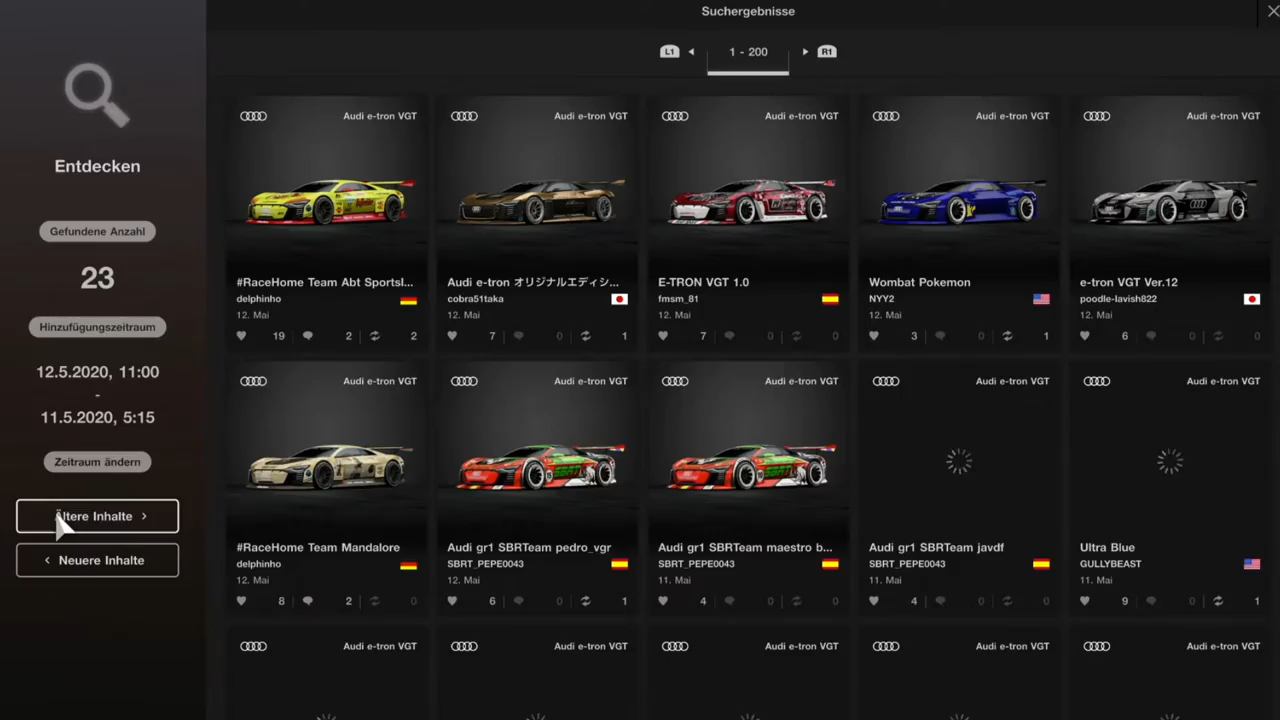 Suchergebnisse
L1 1 - 200 R1
Entdecken
Gefundene Anzahl
23
Hinzufügungszeitraum
12.5.2020, 11:00
-
11.5.2020, 5:15
Zeitraum ändern
Ältere Inhalte
Neuere Inhalte
Audi e-tron VGT
#RaceHome Team Abt Sportsl...
delphinho
12. Mai
19 2 2
Audi e-tron VGT
Audi e-tron オリジナルエディシ...
cobra51taka
12. Mai
7 0 1
Audi e-tron VGT
E-TRON VGT 1.0
fmsm_81
12. Mai
7 0 0
Audi e-tron VGT
Wombat Pokemon
NYY2
12. Mai
3 0 1
Audi e-tron VGT
e-tron VGT Ver.12
poodle-lavish822
12. Mai
6 0 0
Audi e-tron VGT
#RaceHome Team Mandalore
delphinho
12. Mai
8 2 0
Audi e-tron VGT
Audi gr1 SBRTeam pedro_vgr
SBRT_PEPE0043
12. Mai
6 0 1
Audi e-tron VGT
Audi gr1 SBRTeam maestro b...
SBRT_PEPE0043
11. Mai
4 0 0
Audi e-tron VGT
Audi gr1 SBRTeam javdf
SBRT_PEPE0043
11. Mai
4 0 0
Audi e-tron VGT
Ultra Blue
GULLYBEAST
11. Mai
9 0 1
Audi e-tron VGT
Audi e-tron VGT
Audi e-tron VGT
Audi e-tron VGT
Audi e-tron VGT